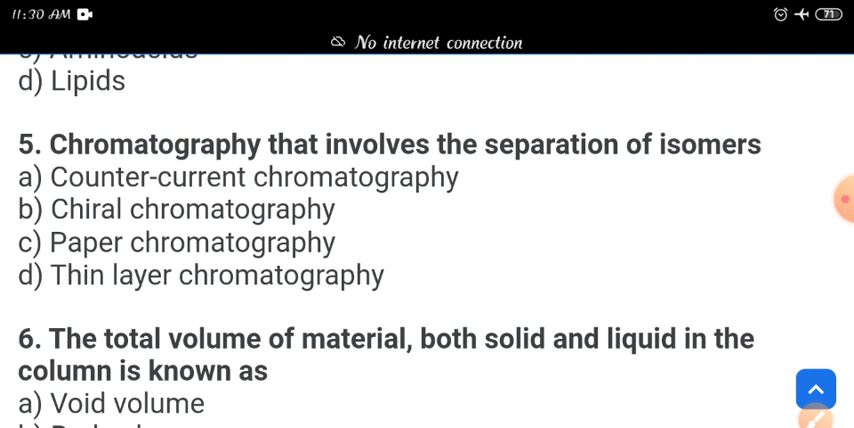 11:30 AM
71
No internet connection
d) Lipids
5. Chromatography that involves the separation of isomers
a) Counter-current chromatography
b) Chiral chromatography
c) Paper chromatography
d) Thin layer chromatography
6. The total volume of material, both solid and liquid in the
column is known as
a) Void volume